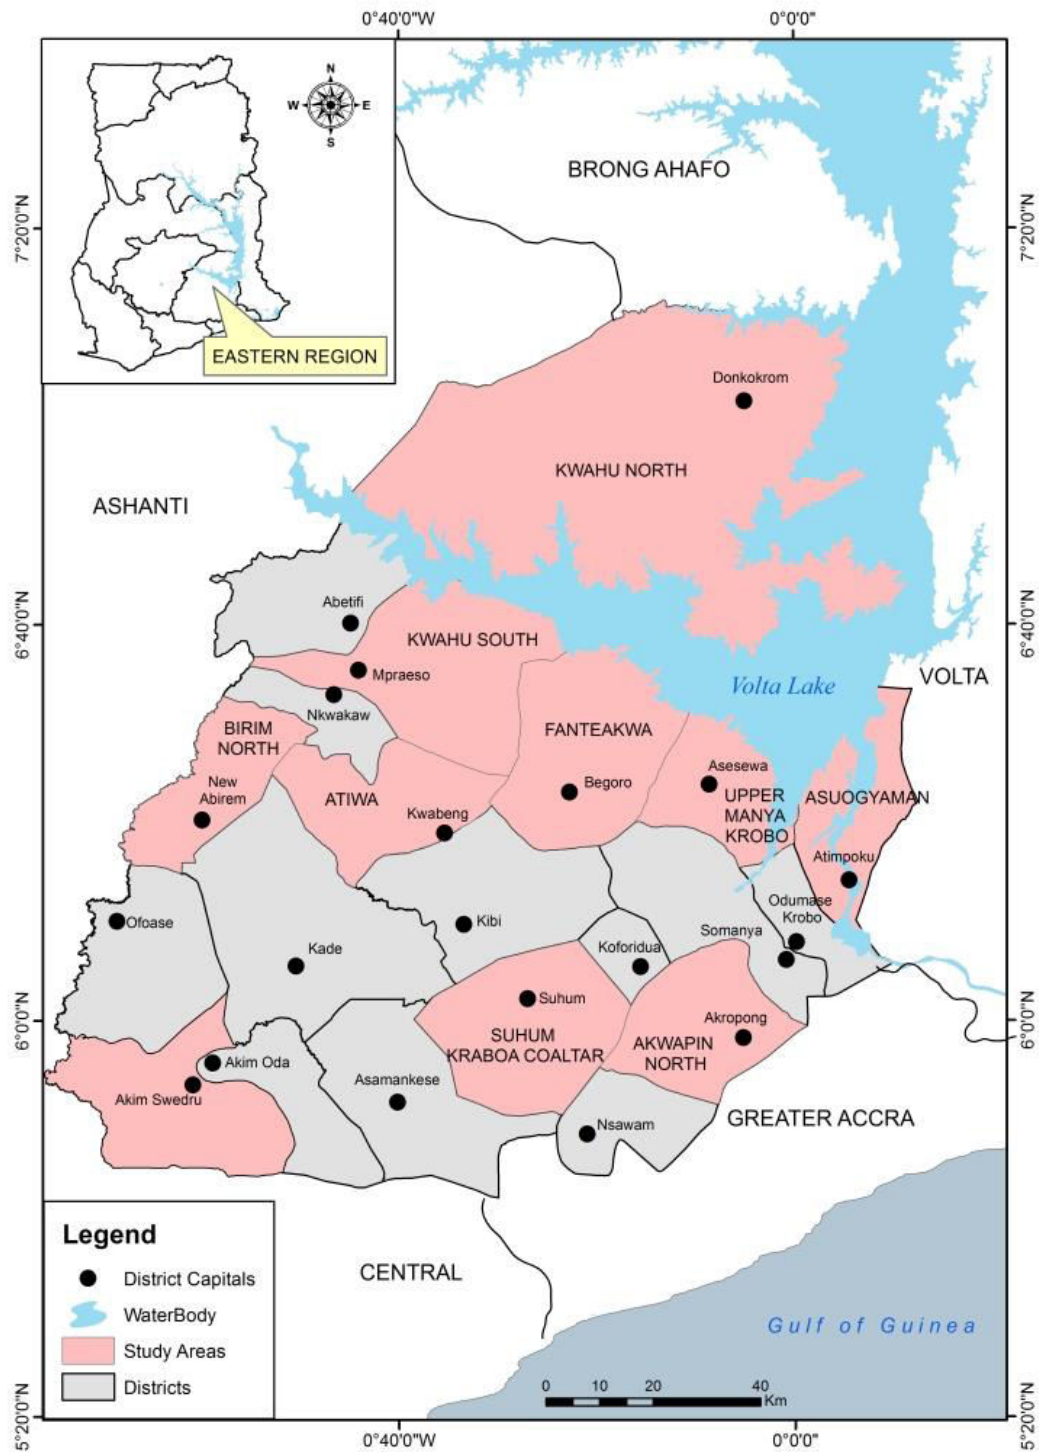 0°40'0"W
0°0'0"
N
W
E
S
BRONG AHAFO
7°20'0"N
7°20'0"N
EASTERN REGION
Donkokrom
KWAHU NORTH
ASHANTI
Abetifi
6°40'0"N
6°40'0"N
KWAHU SOUTH
Mpraeso
VOLTA
Volta Lake
Nkwakaw
BIRIM
NORTH
FANTEAKWA
Asesewa
New
Abirem
ATIWA
Begoro
UPPER
MANYA
KROBO
ASUOGYAMAN
Kwabeng
Atimpoku
Odumase
Krobo
Ofoase
Kibi
Somanya
Kade
Koforidua
Suhum
6°0'0"N
6°0'0"N
Akropong
SUHUM
KRABOA COALTAR
AKWAPIN
NORTH
Akim Oda
Asamankese
Akim Swedru
Nsawam
GREATER ACCRA
Legend
District Capitals
WaterBody
Study Areas
Districts
CENTRAL
Gulf of Guinea
0 10 20 40
Km
5°20'0"N
5°20'0"N
0°40'0"W
0°0'0"